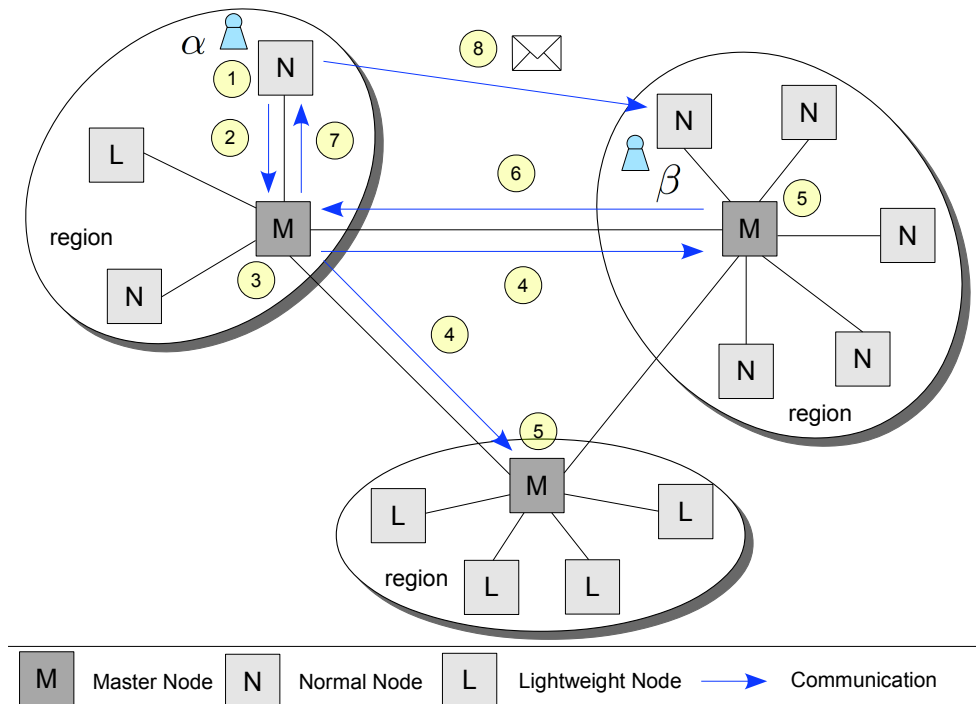 α
8
N
1
N
N
2
7
L
N
β
6
M
M
5
N
region
3
N
4
4
N
N
region
5
M
L
L
region
L
L
M Master Node N Normal Node L Lightweight Node Communication